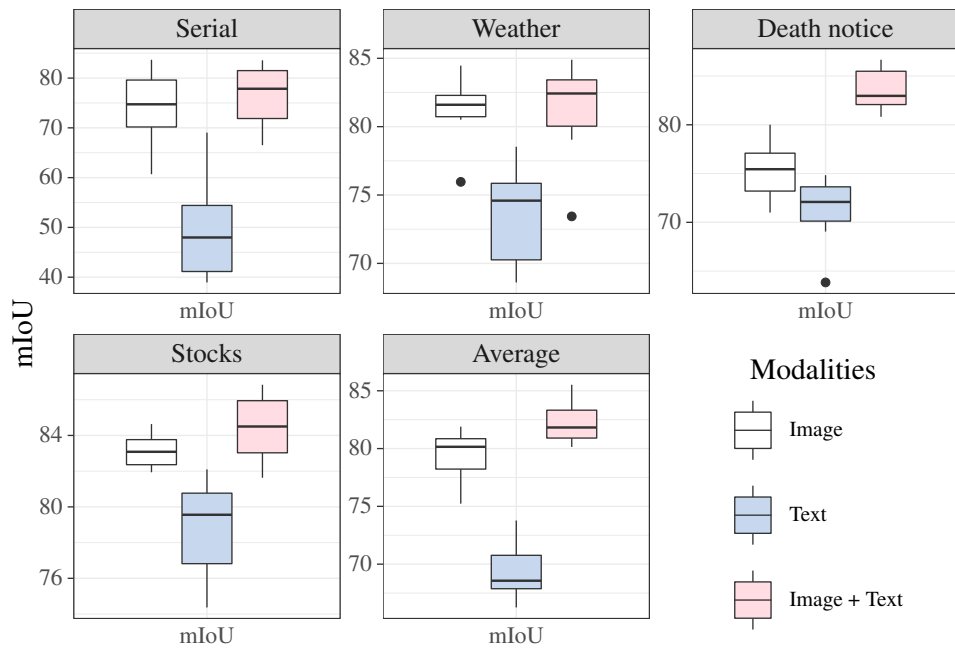 Serial
Weather
Death notice
80
70
60
50
40
85
80
75
70
80
70
mIoU
mIoU
mIoU
mIoU
Stocks
Average
84
80
76
85
80
75
70
mIoU
mIoU
Modalities
Image
Text
Image + Text